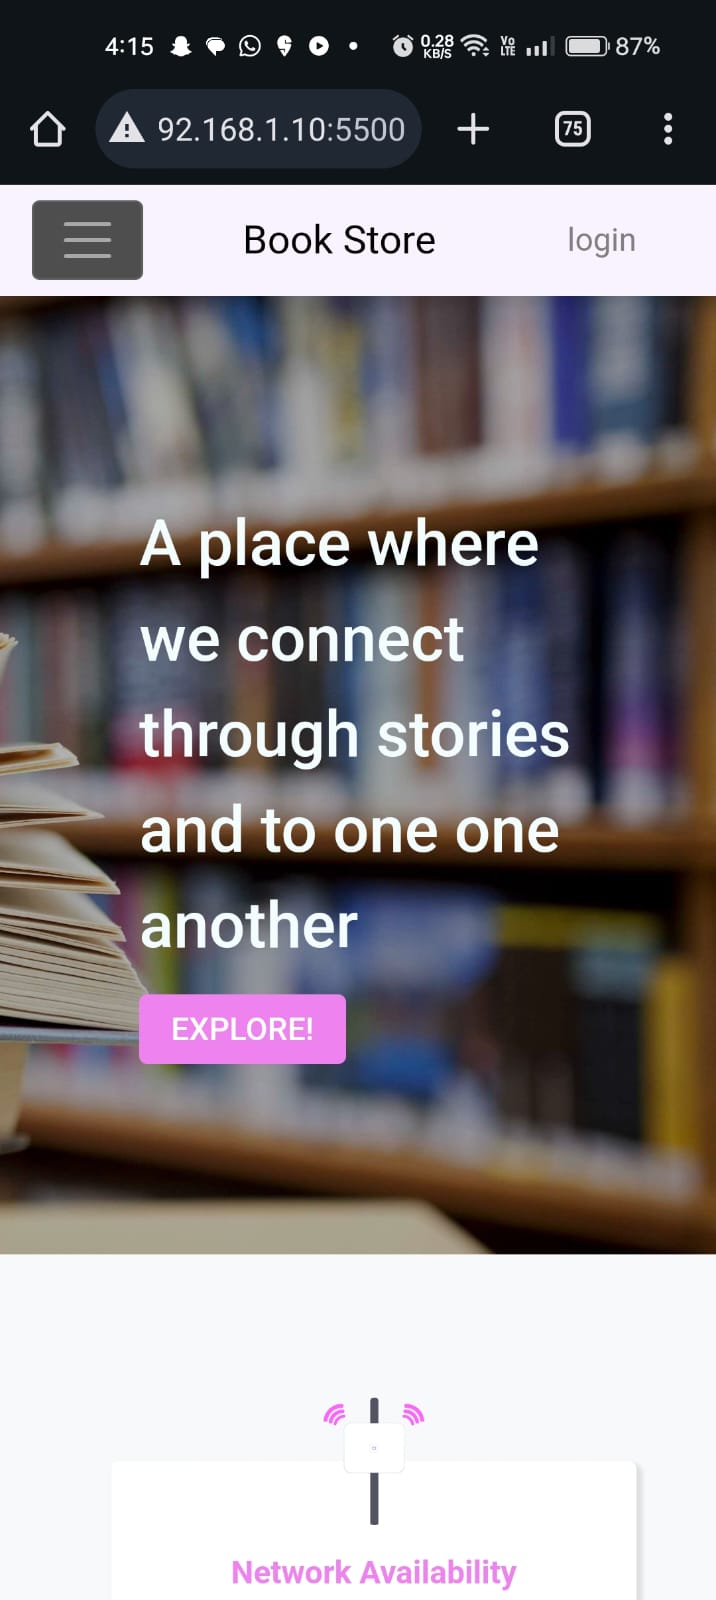 4:15 0.28 KB/S Vo LTE 87%
92.168.1.10:5500 75
Book Store login
A place where
we connect
through stories
and to one one
another
EXPLORE!
Network Availability